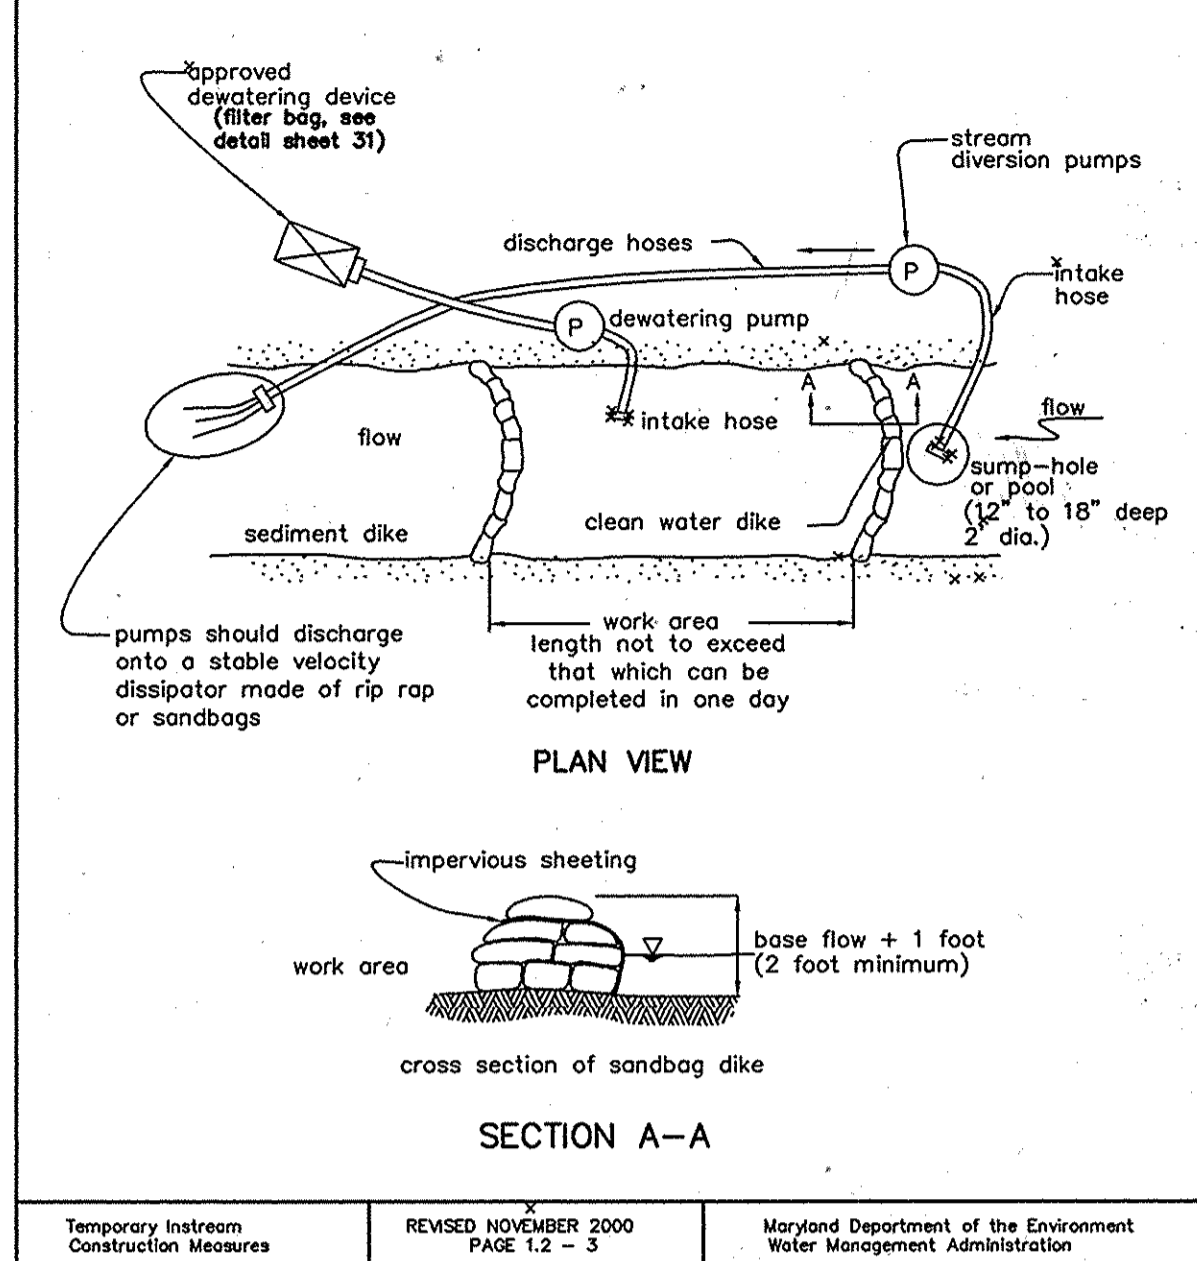 approved
dewatering device
(filter bag, see
detail sheet 31)
stream
diversion pumps
discharge hoses
P
intake
hose
P
dewatering pump
A
A
flow
intake hose
flow
sump-hole
or pool
(12" to 18" deep
2' dia.)
clean water dike
sediment dike
work area
length not to exceed
that which can be
completed in one day
pumps should discharge
onto a stable velocity
dissipator made of rip rap
or sandbags
PLAN VIEW
impervious sheeting
work area
base flow + 1 foot
(2 foot minimum)
cross section of sandbag dike
SECTION A-A
Temporary Instream
Construction Measures
REVISED NOVEMBER 2000
PAGE 1.2 - 3
Maryland Department of the Environment
Water Management Administration